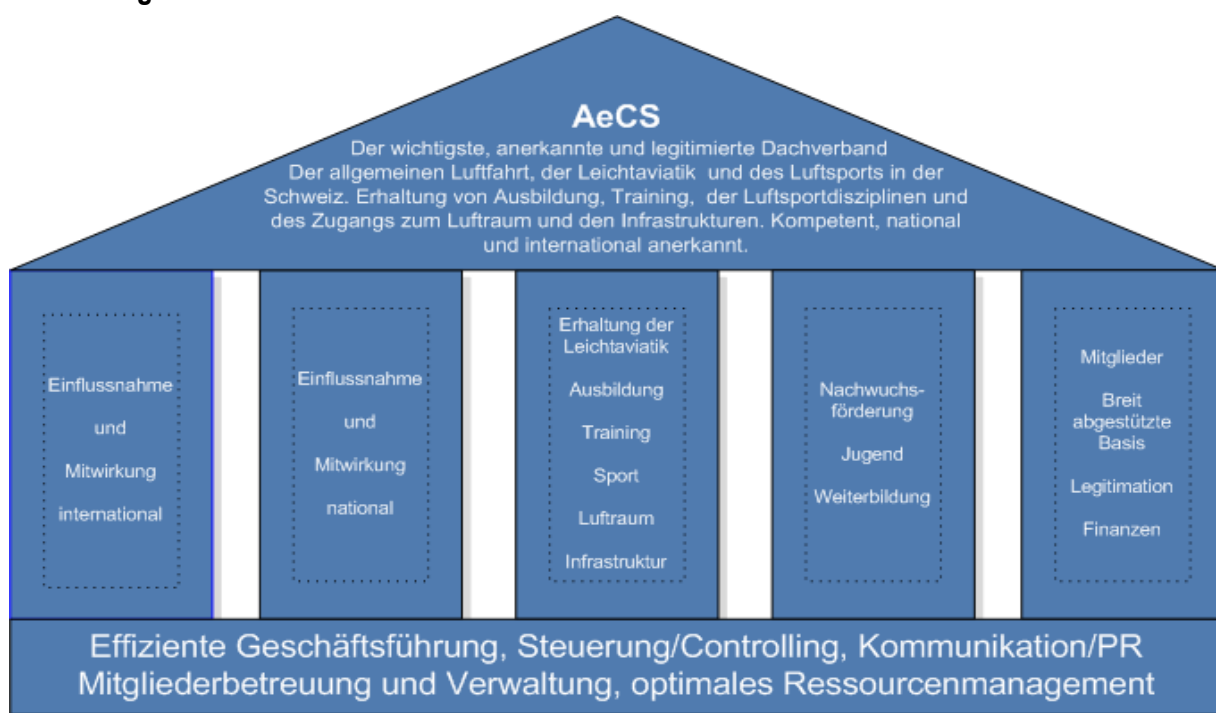 AeCS
Der wichtigste, anerkannte und legitimierte Dachverband
Der allgemeinen Luftfahrt, der Leichtaviatik und des Luftsports in der
Schweiz. Erhaltung von Ausbildung, Training, der Luftsportdisziplinen und
des Zugangs zum Luftraum und den Infrastrukturen. Kompetent, national
und international anerkannt.
Einflussnahme
und
Mitwirkung
international
Einflussnahme
und
Mitwirkung
national
Erhaltung der
Leichtaviatik
Ausbildung
Training
Sport
Luftraum
Infrastruktur
Nachwuchs-
förderung
Jugend
Weiterbildung
Mitglieder
Breit
abgestützte
Basis
Legitimation
Finanzen
Effiziente Geschäftsführung, Steuerung/Controlling, Kommunikation/PR
Mitgliederbetreuung und Verwaltung, optimales Ressourcenmanagement